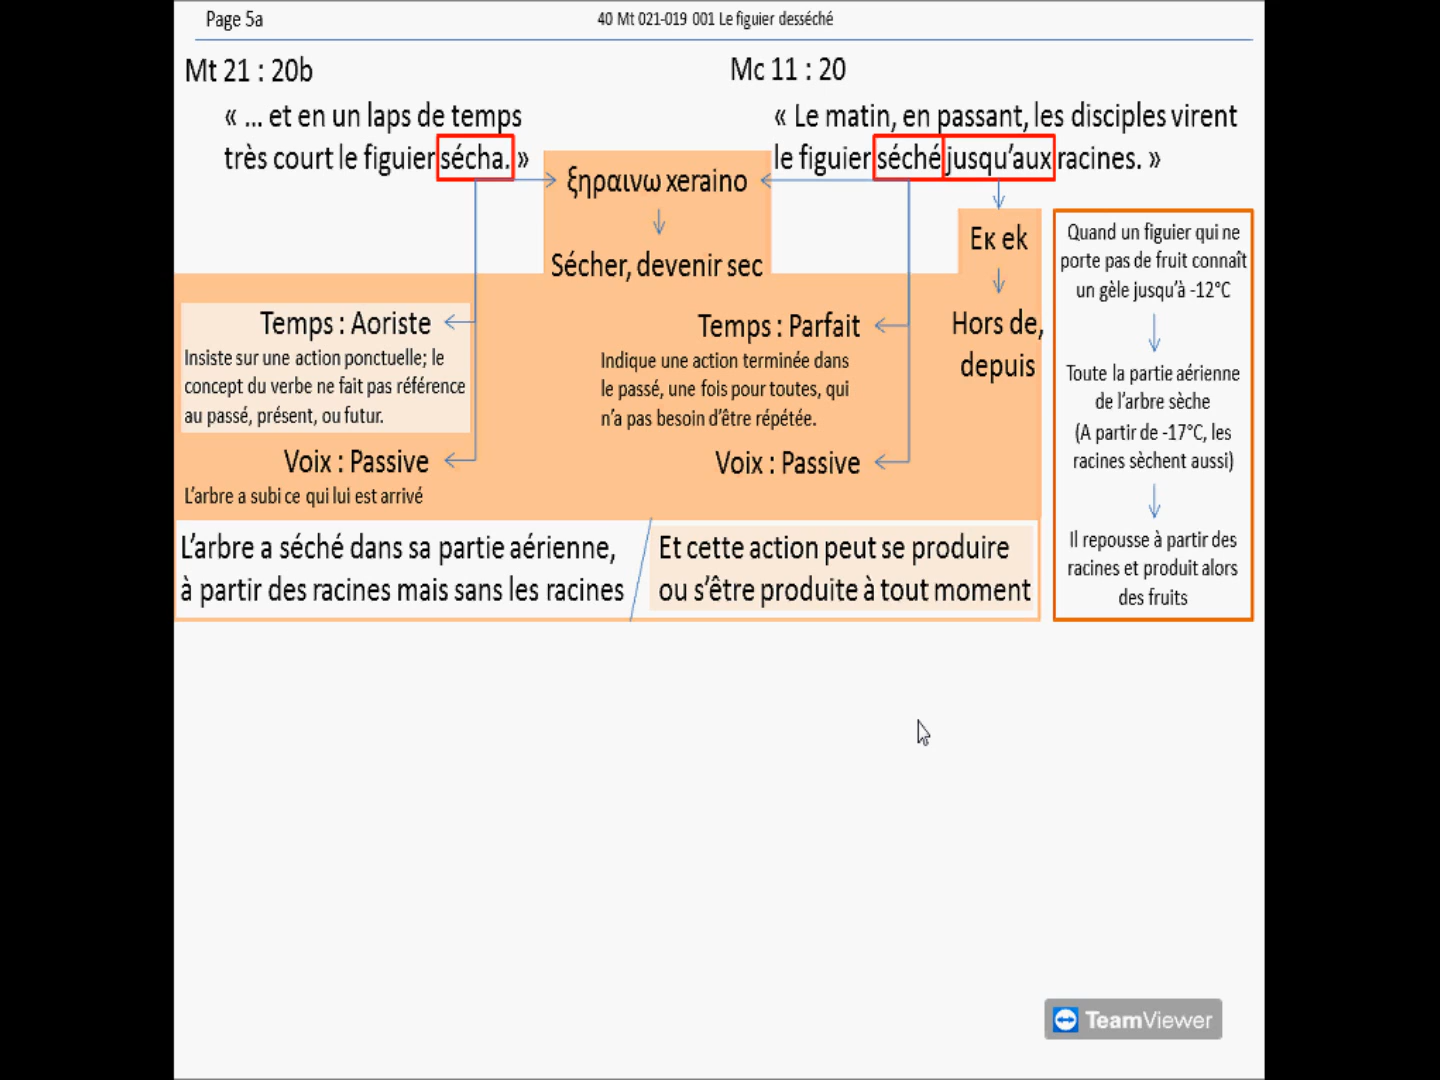 Page 5a
40 Mt 021-019 001 Le figuier desséché
Mt 21 : 20b
« ... et en un laps de temps
très court le figuier sécha. »
Mc 11 : 20
« Le matin, en passant, les disciples virent
le figuier séché jusqu’aux racines. »
ξηραινω xeraino
Sécher, devenir sec
Εκ ek
Hors de,
depuis
Temps : Aoriste
Insiste sur une action ponctuelle; le
concept du verbe ne fait pas référence
au passé, présent, ou futur.
Voix : Passive
L’arbre a subi ce qui lui est arrivé
Temps : Parfait
Indique une action terminée dans
le passé, une fois pour toutes, qui
n’a pas besoin d’être répétée.
Voix : Passive
L’arbre a séché dans sa partie aérienne,
à partir des racines mais sans les racines
Et cette action peut se produire
ou s’être produite à tout moment
Quand un figuier qui ne
porte pas de fruit connaît
un gèle jusqu’à -12°C
Toute la partie aérienne
de l’arbre sèche
(A partir de -17°C, les
racines sèchent aussi)
Il repousse à partir des
racines et produit alors
des fruits
TeamViewer